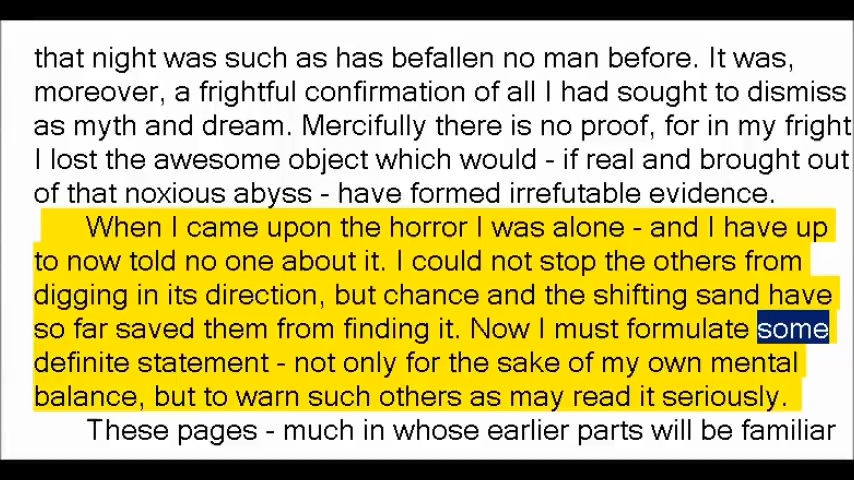 that night was such as has befallen no man before. It was,
moreover, a frightful confirmation of all I had sought to dismiss
as myth and dream. Mercifully there is no proof, for in my fright
I lost the awesome object which would - if real and brought out
of that noxious abyss - have formed irrefutable evidence.
When I came upon the horror I was alone - and I have up
to now told no one about it. I could not stop the others from
digging in its direction, but chance and the shifting sand have
so far saved them from finding it. Now I must formulate some
definite statement - not only for the sake of my own mental
balance, but to warn such others as may read it seriously.
These pages - much in whose earlier parts will be familiar